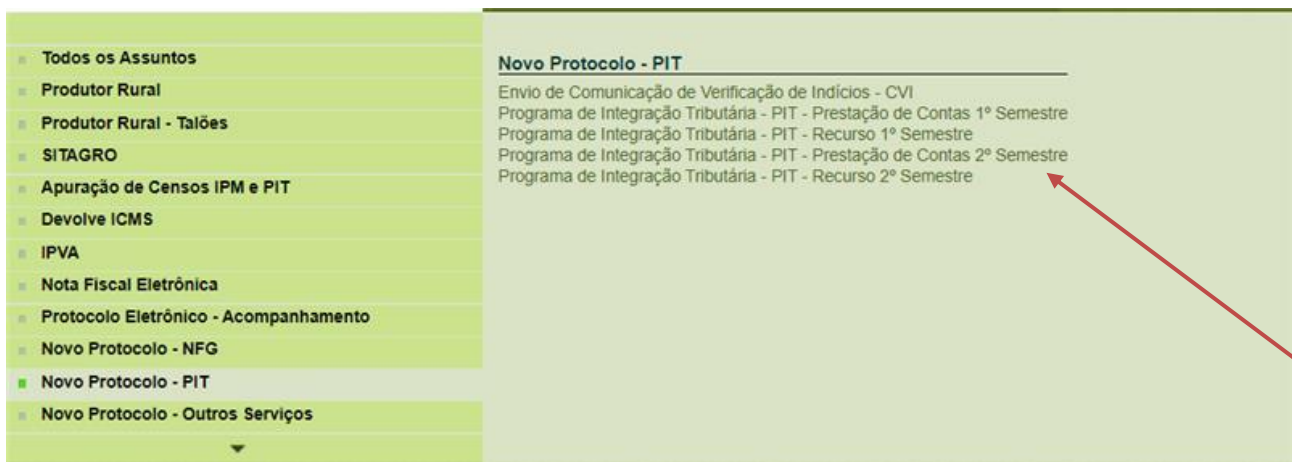 Todos os Assuntos
Produtor Rural
Produtor Rural - Talões
SITAGRO
Apuração de Censos IPM e PIT
Devolve ICMS
IPVA
Nota Fiscal Eletrônica
Protocolo Eletrônico - Acompanhamento
Novo Protocolo - NFG
Novo Protocolo - PIT
Novo Protocolo - Outros Serviços
Novo Protocolo - PIT
Envio de Comunicação de Verificação de Indícios - CVI
Programa de Integração Tributária - PIT - Prestação de Contas 1º Semestre
Programa de Integração Tributária - PIT - Recurso 1º Semestre
Programa de Integração Tributária - PIT - Prestação de Contas 2º Semestre
Programa de Integração Tributária - PIT - Recurso 2º Semestre